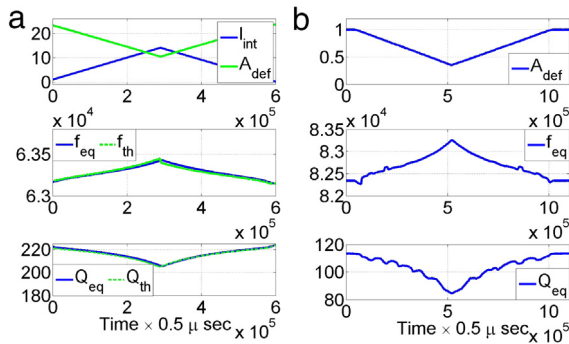 a
20
10
0
I_int
A_def
0 2 4 6
x 10^5
x 10^4
6.35
6.3
f_eq f_th
0 2 4 6
x 10^5
220
200
180
Q_eq Q_th
0 2 4 6
Time × 0.5 μ sec x 10^5
b
1
0.5
0
A_def
0 5 10
x 10^5
8.35
8.3
8.25
8.2
f_eq
0 5 10
x 10^5
120
100
80
Q_eq
0 5 10
Time × 0.5 μ sec x 10^5